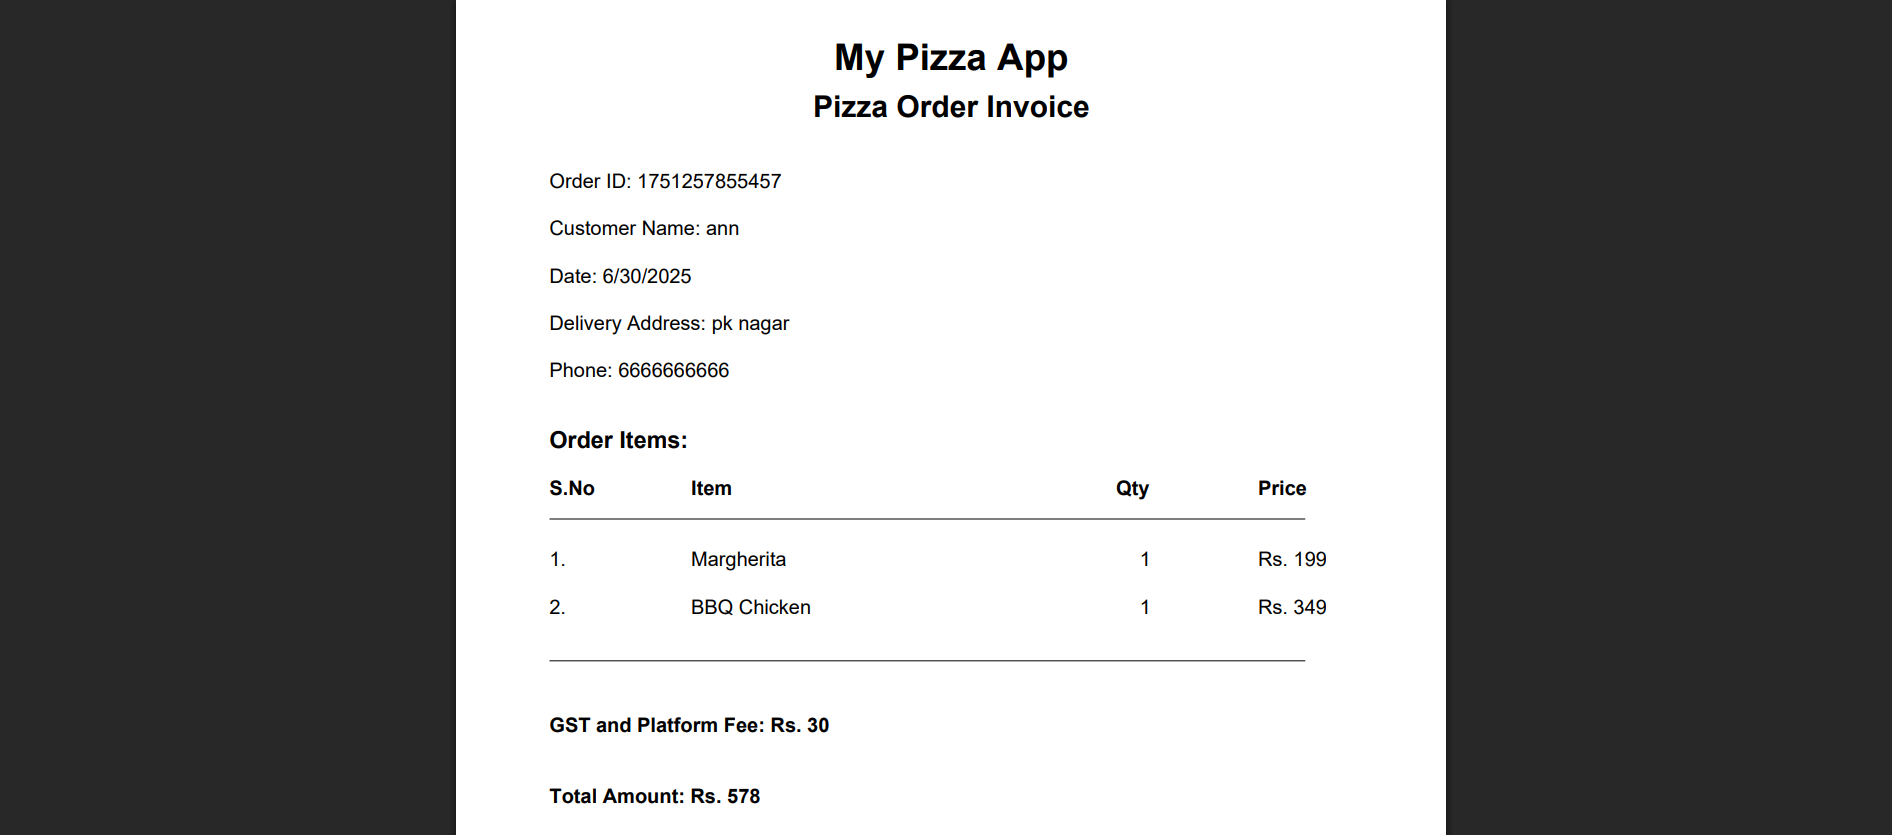 My Pizza App
Pizza Order Invoice
Order ID: 1751257855457
Customer Name: ann
Date: 6/30/2025
Delivery Address: pk nagar
Phone: 6666666666
Order Items:
S.No Item Qty Price
1. Margherita 1 Rs. 199
2. BBQ Chicken 1 Rs. 349
GST and Platform Fee: Rs. 30
Total Amount: Rs. 578